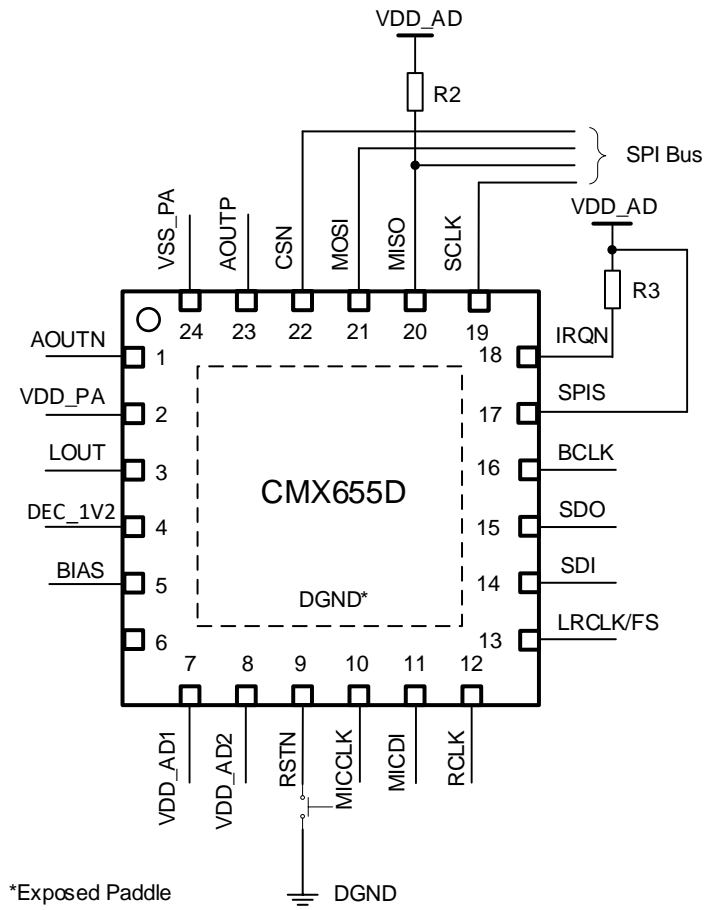 VDD_AD
R2
SPI Bus
VDD_AD
R3
VSS_PA
AOUTP
CSN
MOSI
MISO
SCLK
24
23
22
21
20
19
AOUTN
1
VDD_PA
2
LOUT
3
DEC_1V2
4
BIAS
5
6
18
IRQN
17
SPIS
16
BCLK
15
SDO
14
SDI
13
LRCLK/FS
CMX655D
DGND*
7
8
9
10
11
12
VDD_AD1
VDD_AD2
RSTN
MICCLK
MICDI
RCLK
*Exposed Paddle
DGND